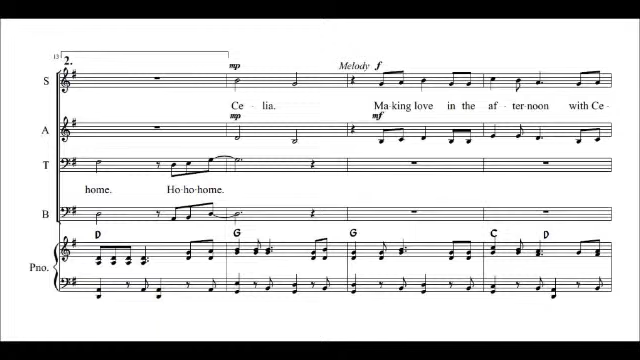 13 2.
mp Melody f
S
Ce - lia. Ma-king love in the af - ter-noon with Ce -
mp mf
A
T
home. Ho-ho-home.
B
D G G C D
Pno.